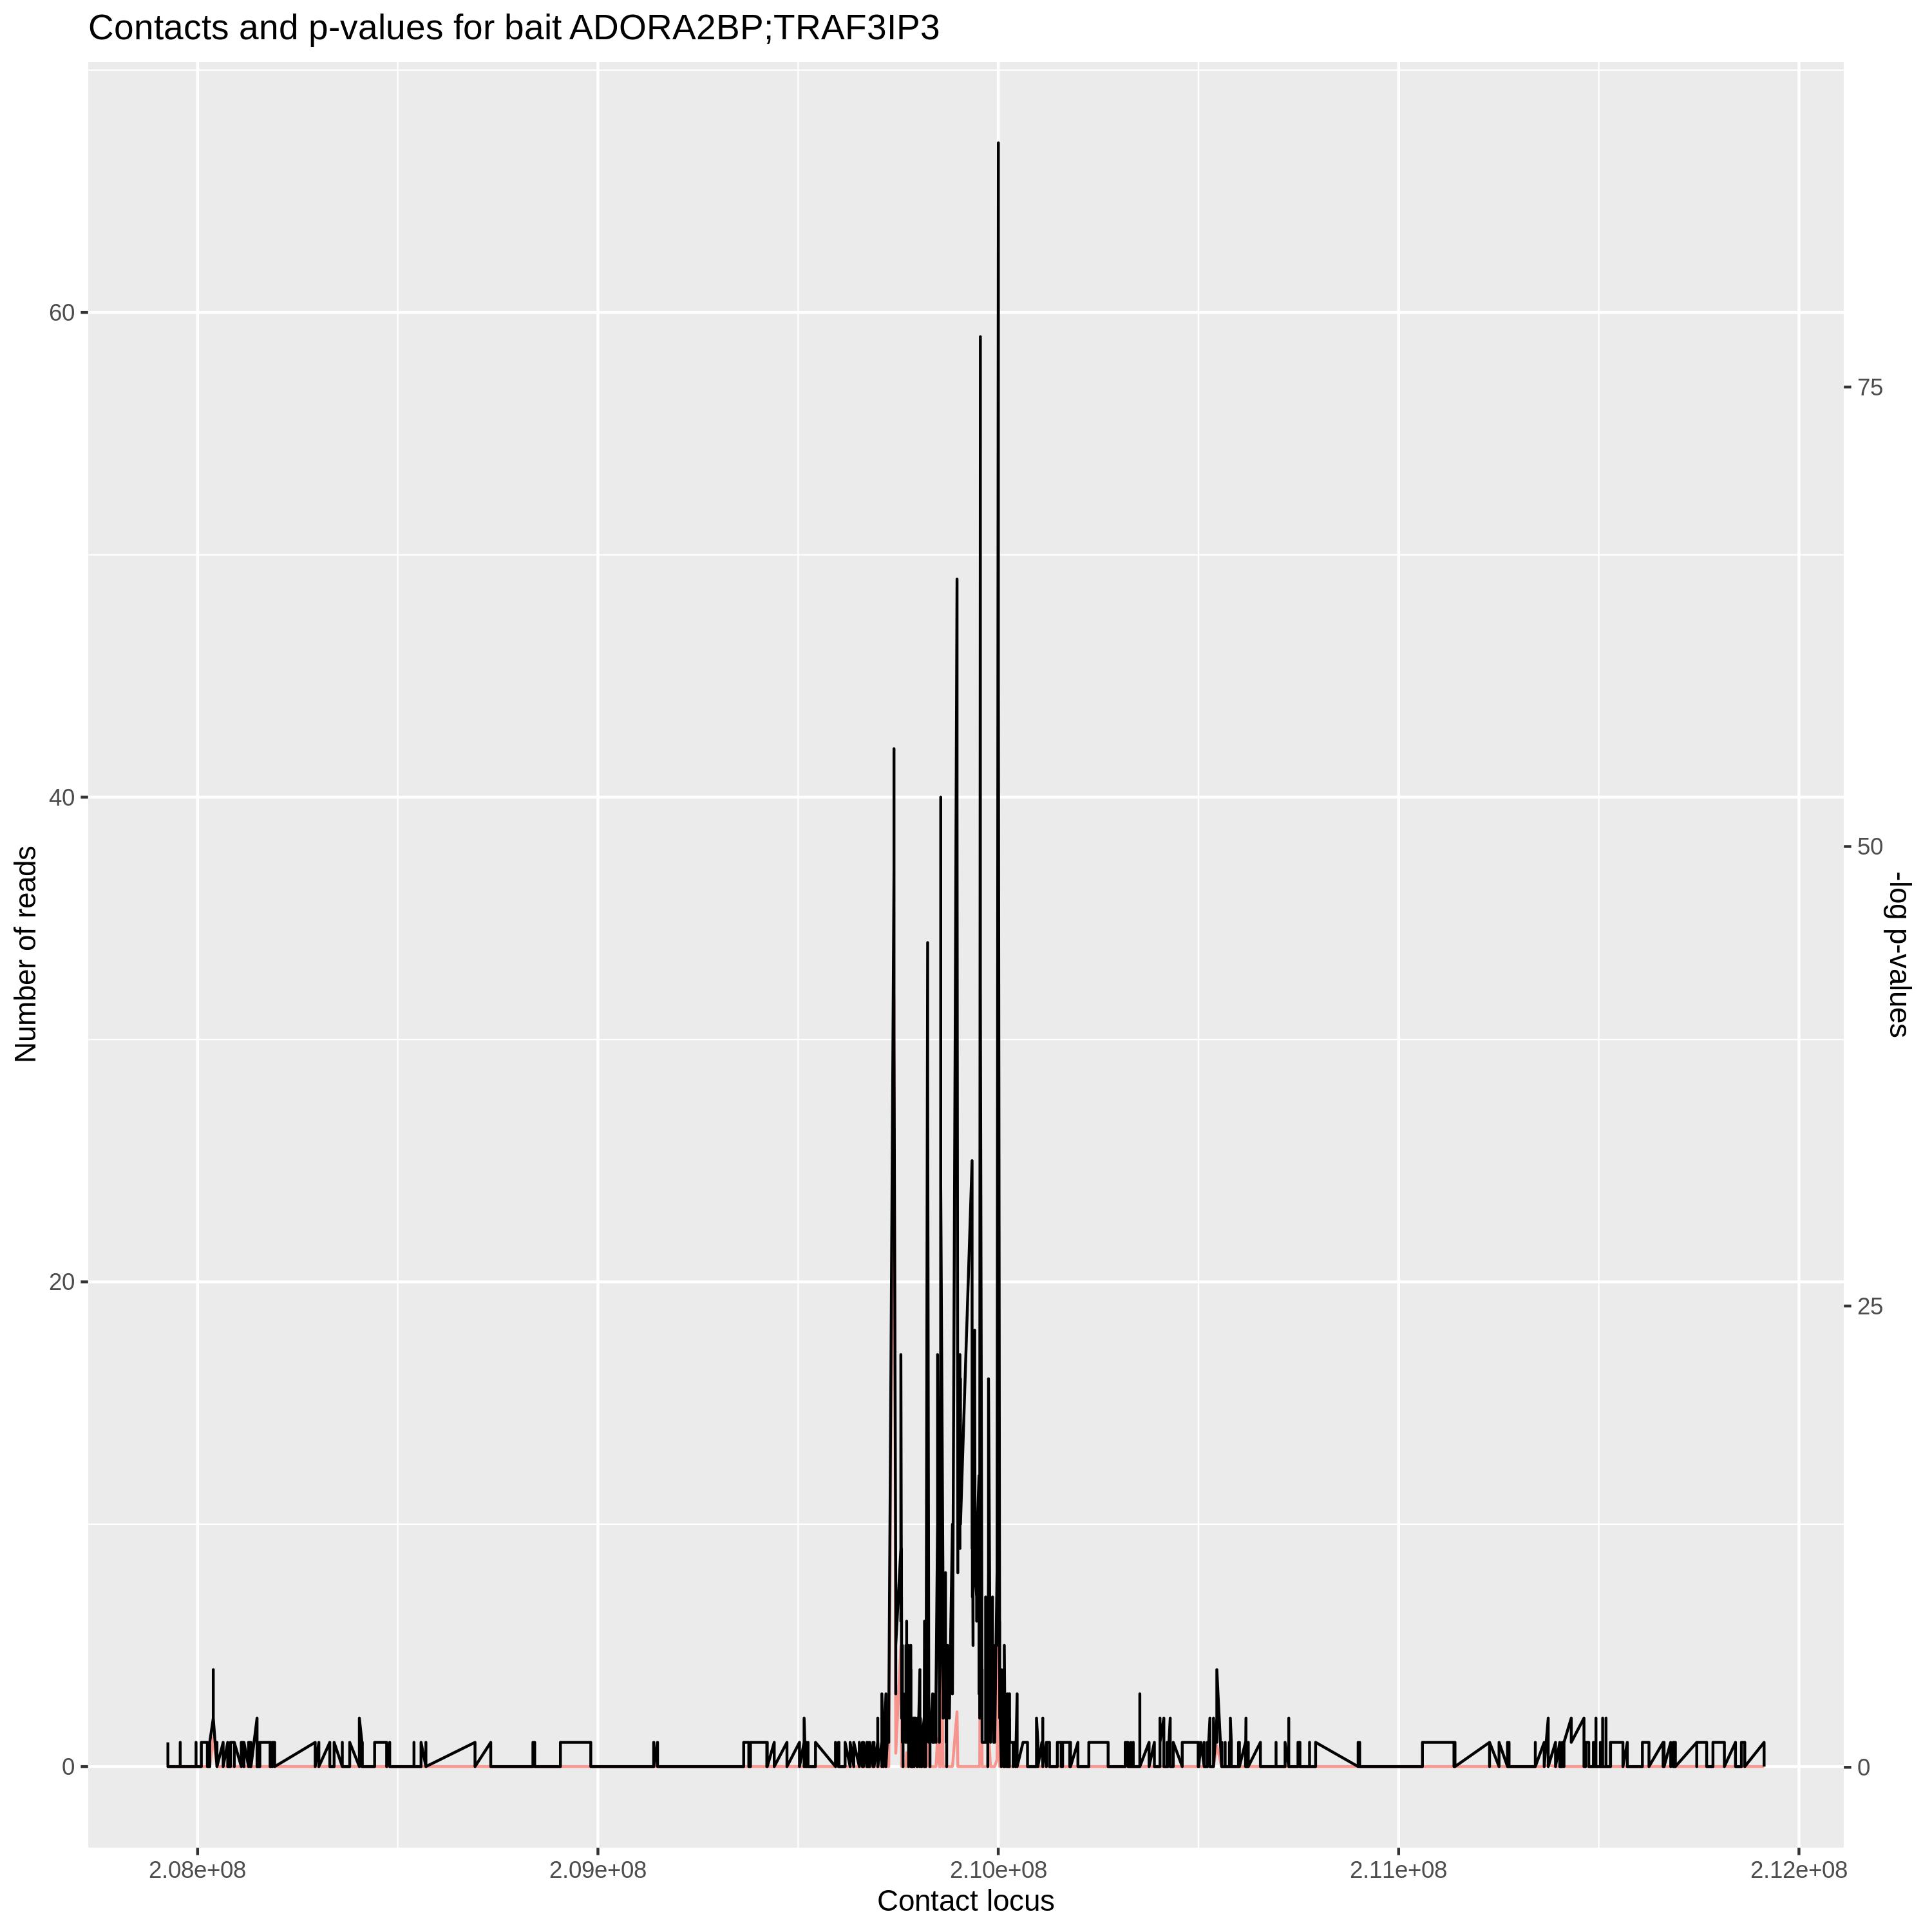 Contacts and p-values for bait ADORA2BP;TRAF3IP3
60
40
20
0
Number of reads
75
50
25
0
-log p-values
2.08e+08 2.09e+08 2.10e+08 2.11e+08 2.12e+08
Contact locus